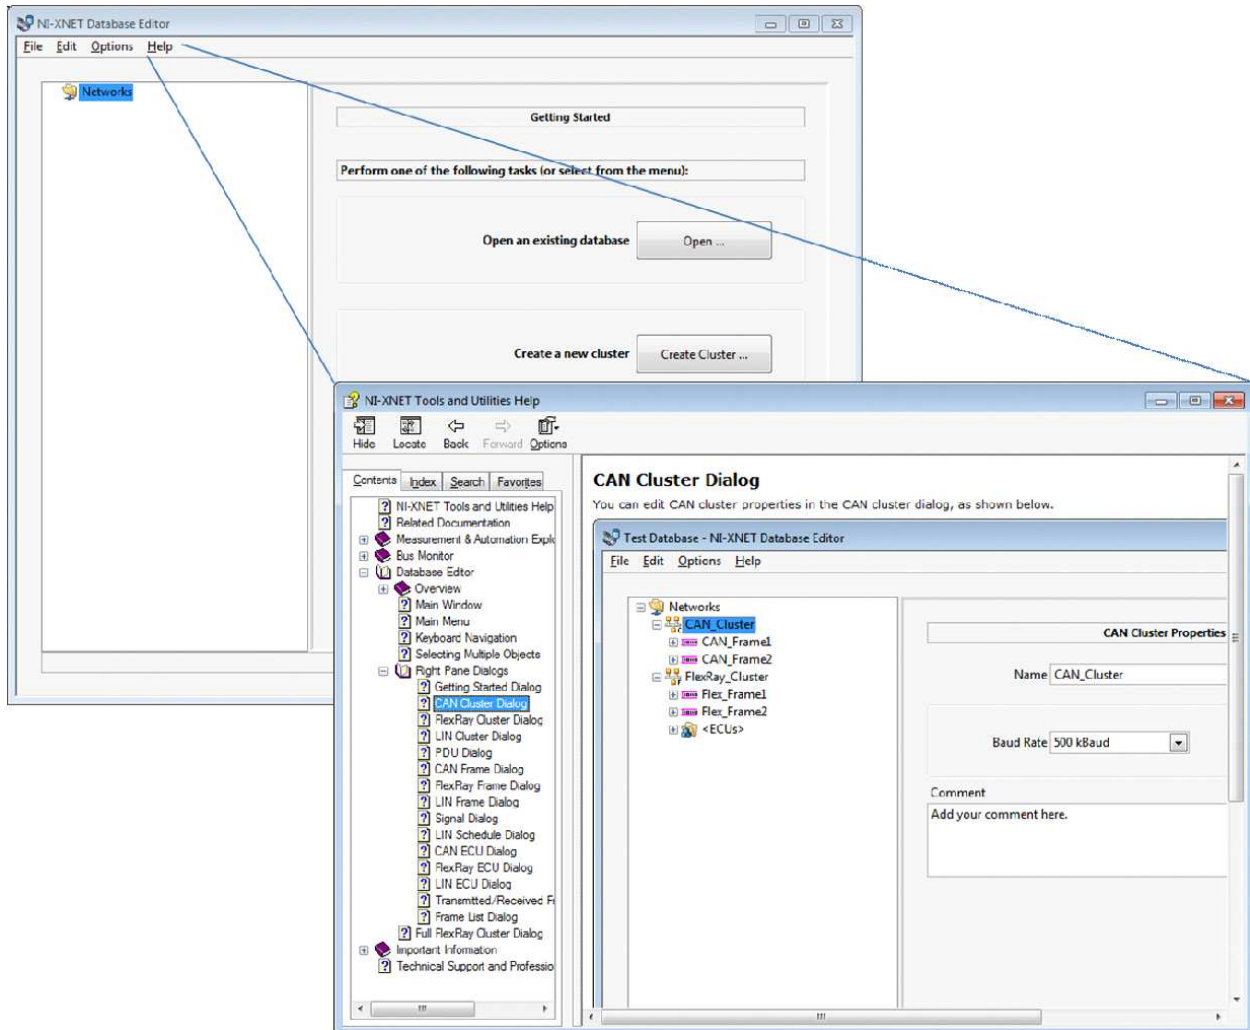 NI-XNET Database Editor
File Edit Options Help
Networks
Getting Started
Perform one of the following tasks (or select from the menu):
Open an existing database
Open ...
Create a new cluster
Create Cluster ...
NI-XNET Tools and Utilities Help
Hide Locate Back Forward Options
Contents Index Search Favorites
NI-XNET Tools and Utilities Help
Related Documentation
Measurement & Automation Explo
Bus Monitor
Database Editor
Overview
Main Window
Main Menu
Keyboard Navigation
Selecting Multiple Objects
Right Pane Dialogs
Getting Started Dialog
CAN Cluster Dialog
FlexRay Cluster Dialog
LIN Cluster Dialog
PDU Dialog
CAN Frame Dialog
FlexRay Frame Dialog
LIN Frame Dialog
Signal Dialog
LIN Schedule Dialog
CAN ECU Dialog
FlexRay ECU Dialog
LIN ECU Dialog
Transmitted/Received Fr
Frame List Dialog
Full FlexRay Cluster Dialog
Important Information
Technical Support and Professio
CAN Cluster Dialog
You can edit CAN cluster properties in the CAN cluster dialog, as shown below.
Test Database - NI-XNET Database Editor
File Edit Options Help
Networks
CAN_Cluster
CAN_Frame1
CAN_Frame2
FlexRay_Cluster
Flex_Frame1
Flex_Frame2
<ECUs>
CAN Cluster Properties
Name CAN_Cluster
Baud Rate 500 kBaud
Comment
Add your comment here.